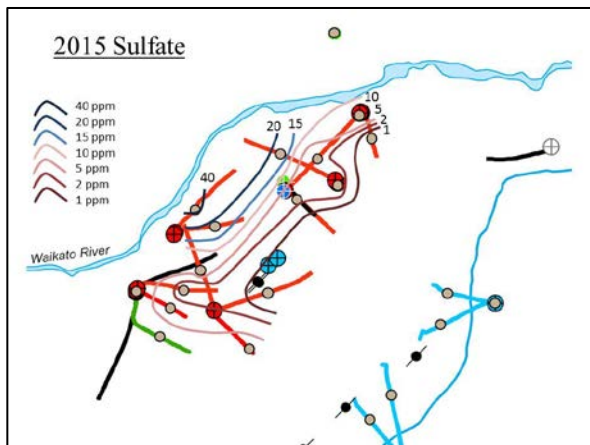 2015 Sulfate
40 ppm
20 ppm
15 ppm
10 ppm
5 ppm
2 ppm
1 ppm
10
5
2
1
20
15
40
Waikato River